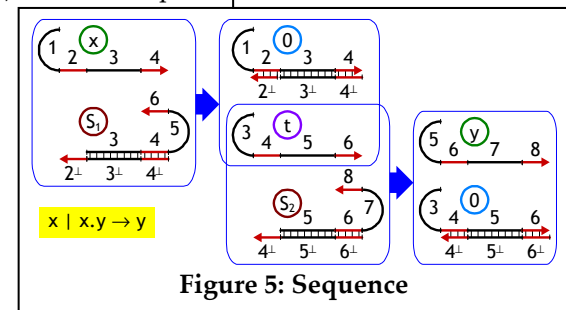 x
1 2 3 4
6
S₁ 3 4 5
2⊥ 3⊥ 4⊥
x | x.y → y
0
1 2 3 4
2⊥ 3⊥ 4⊥
t
3 4 5 6
8
S₂ 5 6 7
4⊥ 5⊥ 6⊥
y
5 6 7 8
0
3 4 5 6
4⊥ 5⊥ 6⊥
Figure 5: Sequence